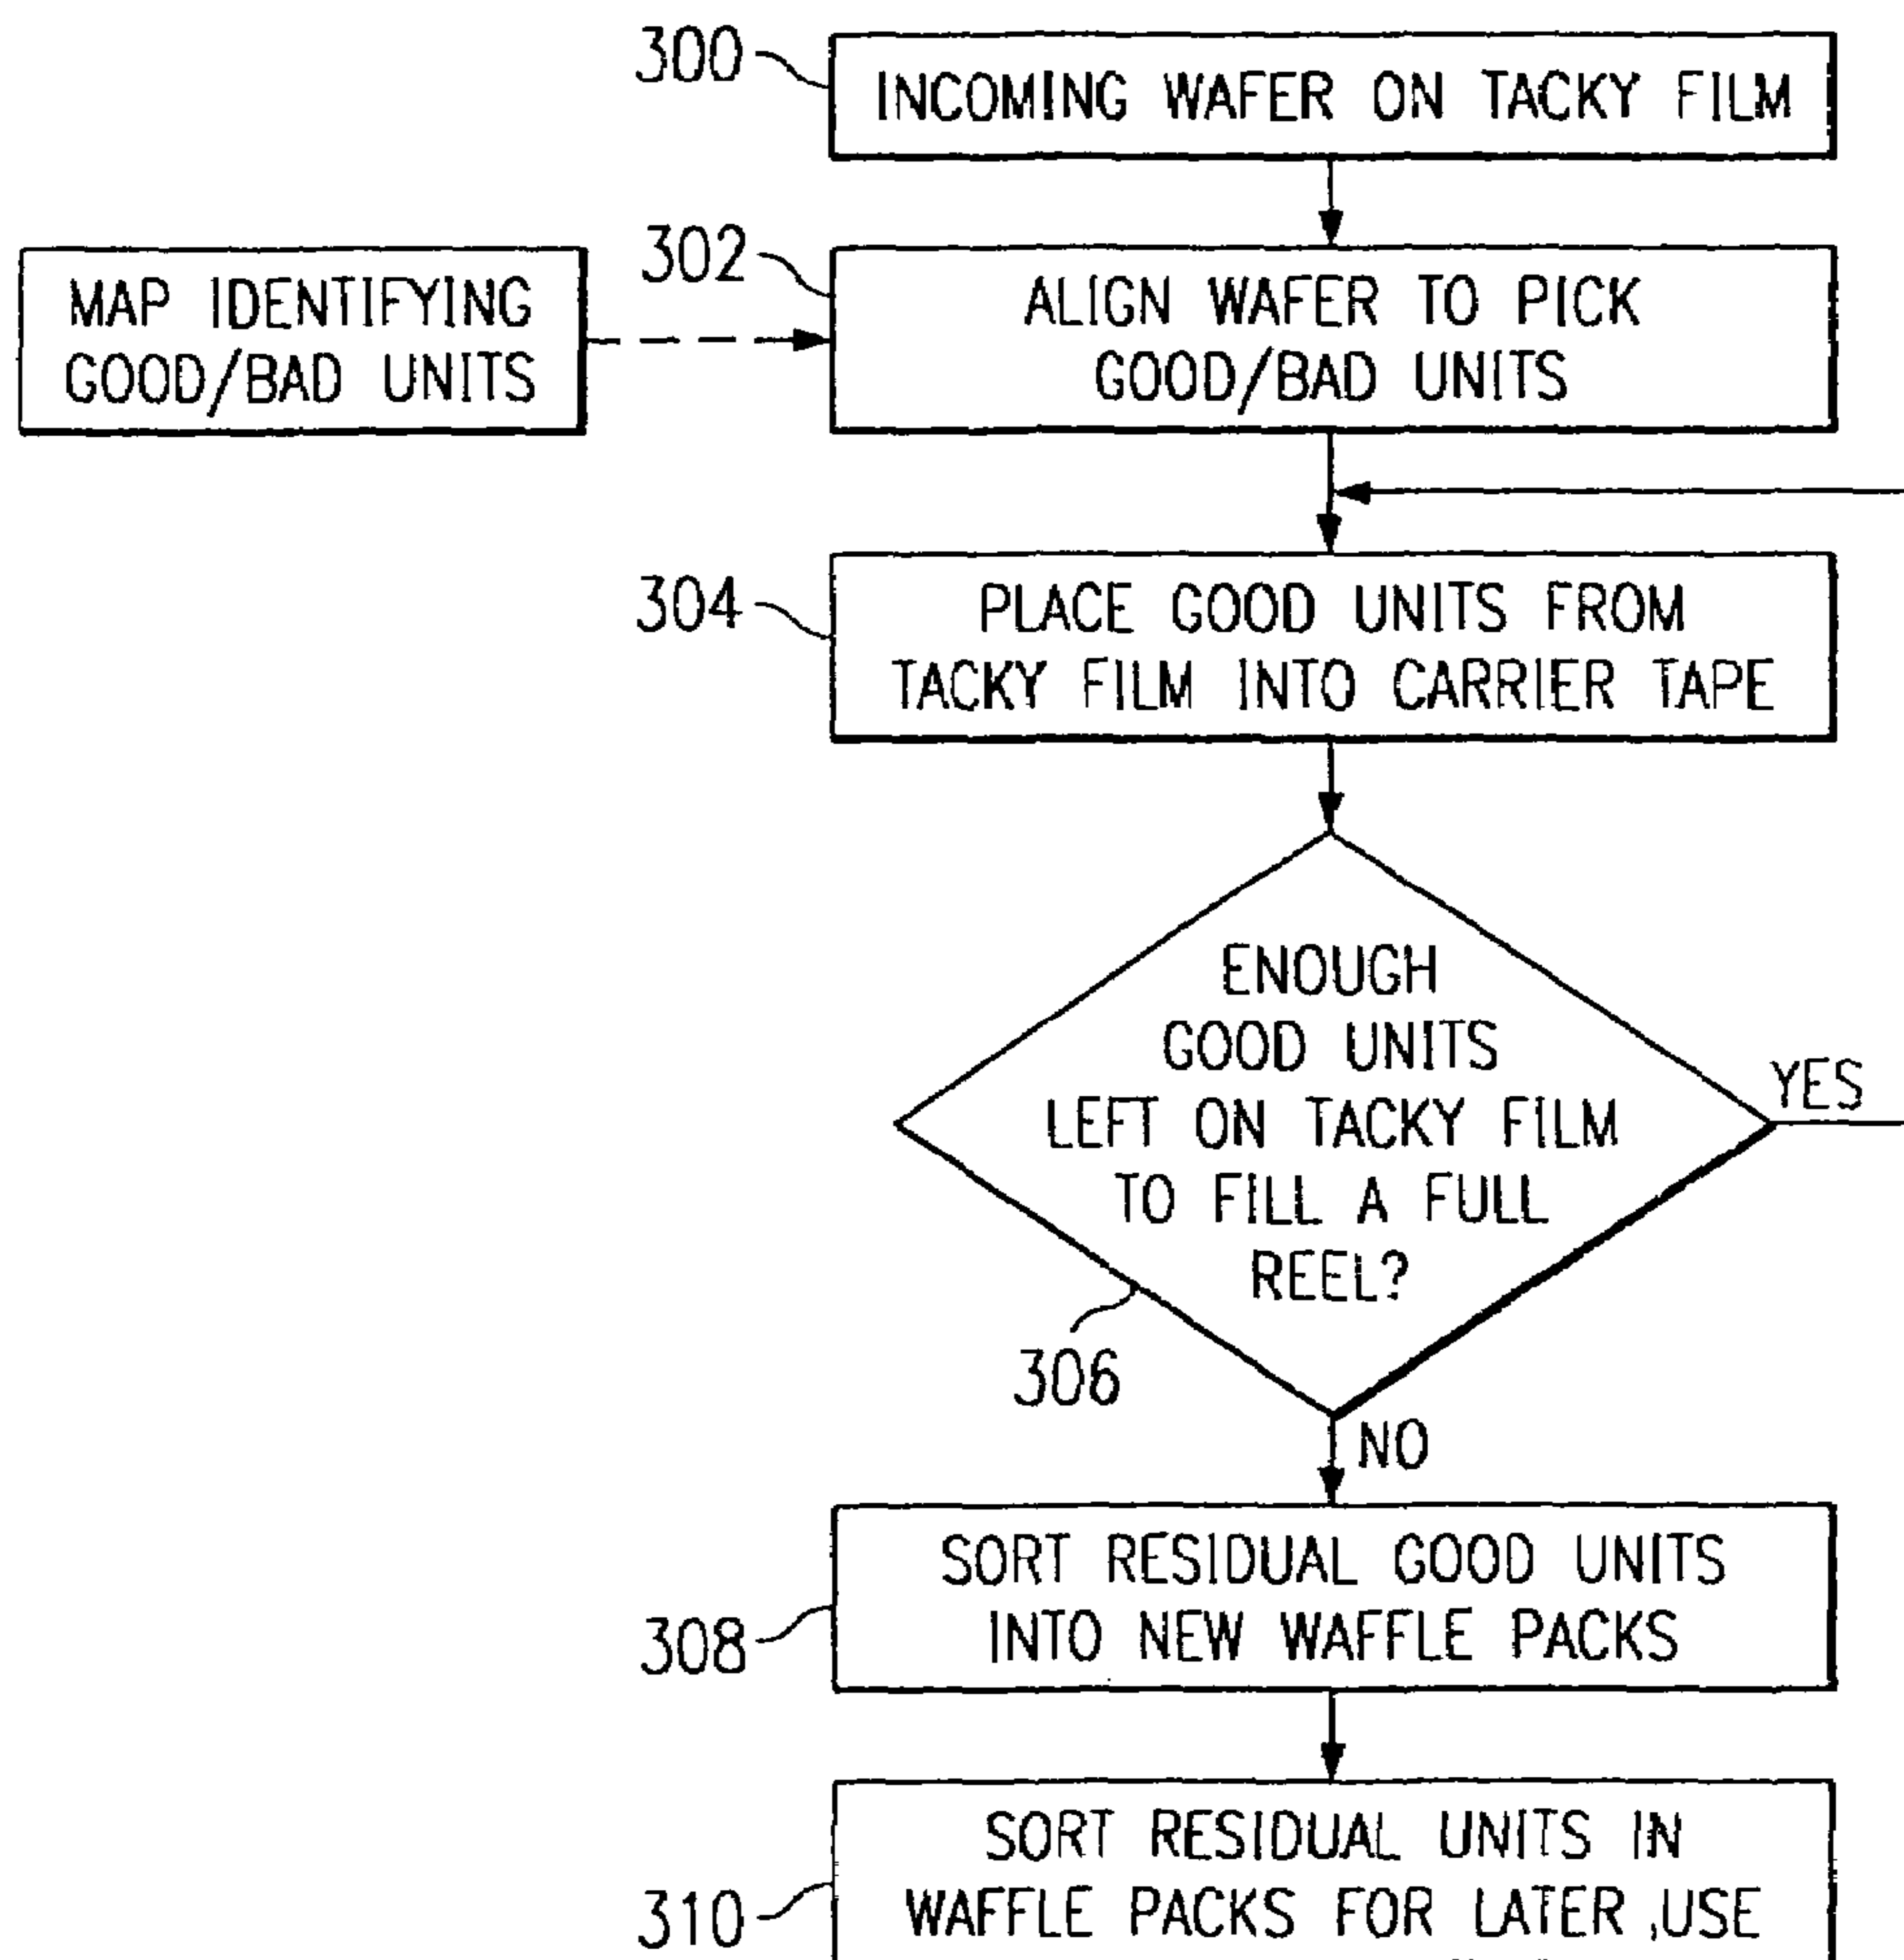 300
INCOMING WAFER ON TACKY FILM
302
MAP IDENTIFYING
GOOD/BAD UNITS
ALIGN WAFER TO PICK
GOOD/BAD UNITS
304
PLACE GOOD UNITS FROM
TACKY FILM INTO CARRIER TAPE
ENOUGH
GOOD UNITS
LEFT ON TACKY FILM
TO FILL A FULL
REEL?
YES
306
NO
308
SORT RESIDUAL GOOD UNITS
INTO NEW WAFFLE PACKS
310
SORT RESIDUAL UNITS IN
WAFFLE PACKS FOR LATER USE